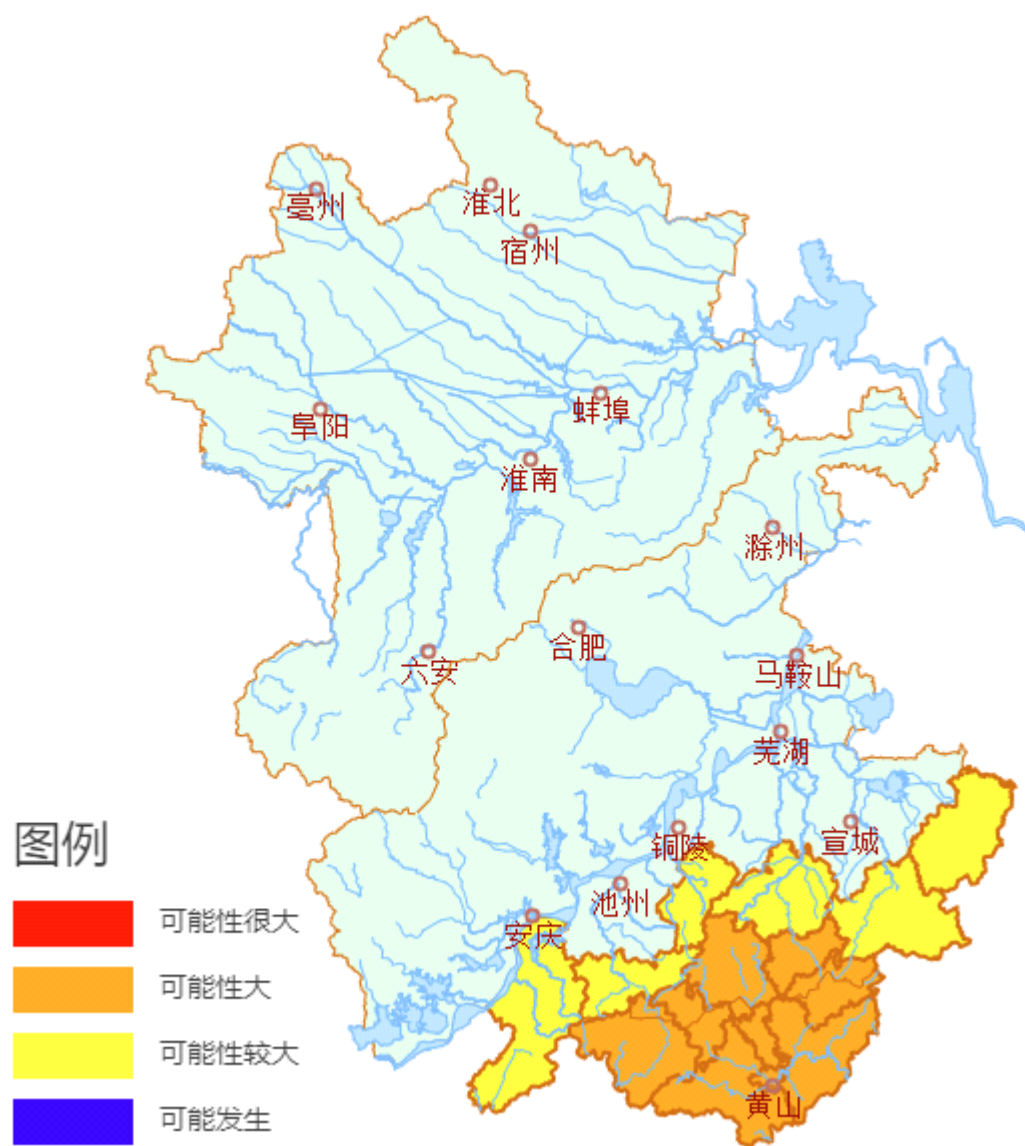 亳州
淮北
宿州
阜阳
蚌埠
淮南
滁州
合肥
六安
马鞍山
芜湖
铜陵
宣城
池州
安庆
黄山
图例
可能性很大
可能性大
可能性较大
可能发生